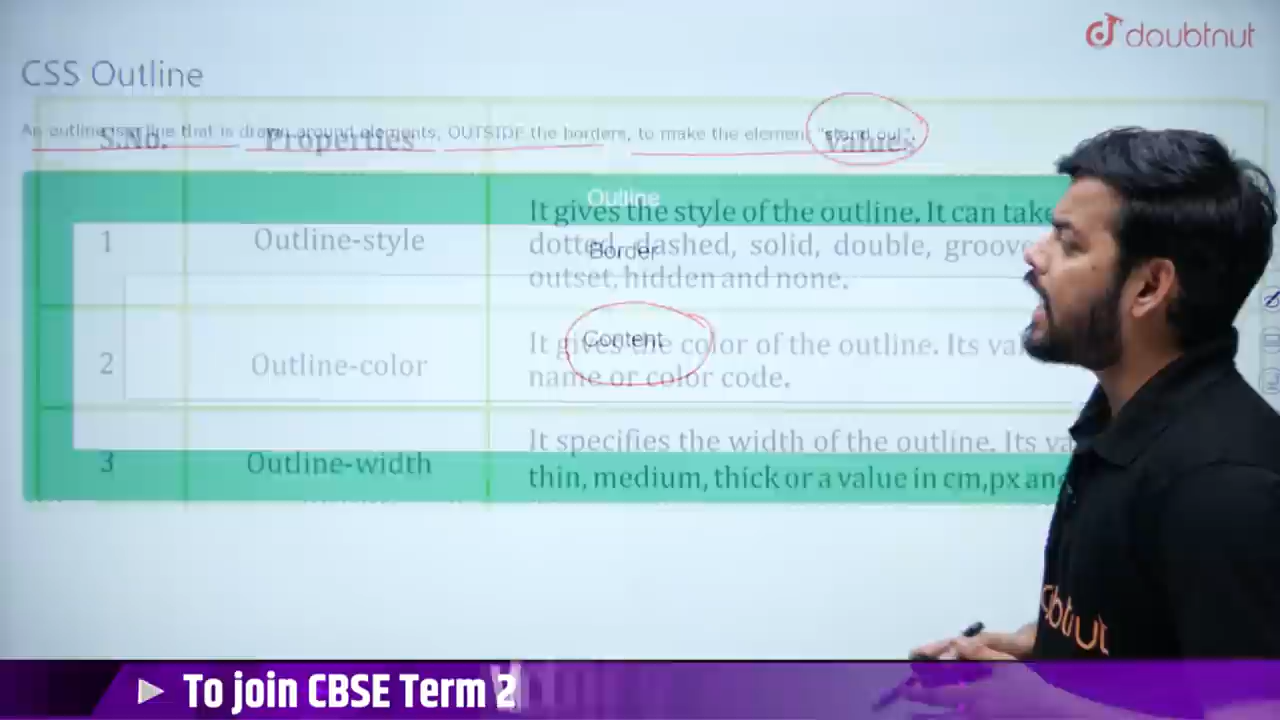 doubtnut
CSS Outline
An outline is a line that is drawn around elements, OUTSIDE the borders, to make the element "stand out".
S.No. Properties Values
Outline
1 Outline-style It gives the style of the outline. It can take
dotted, dashed, solid, double, groove
outset, hidden and none.
Border
2 Outline-color It gives the color of the outline. Its
name or color code.
Content
3 Outline-width It specifies the width of the outline. Its
thin, medium, thick or a value in cm,px
To join CBSE Term 2